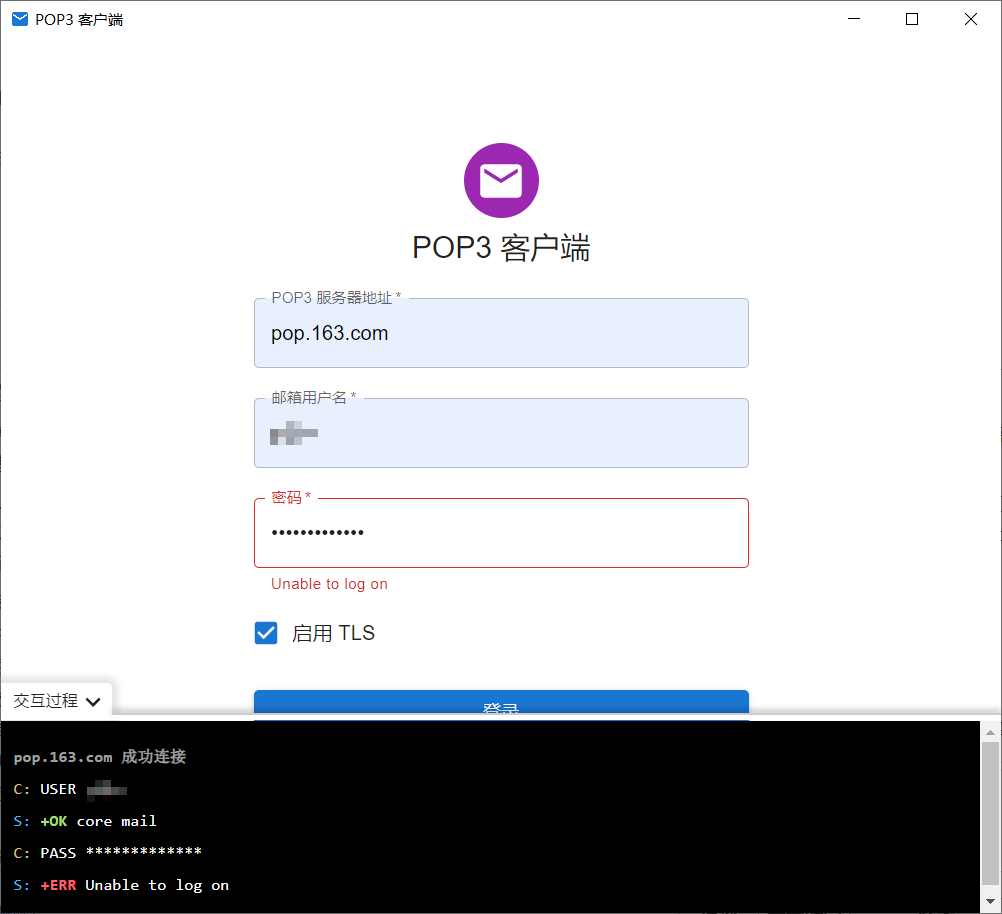 POP3 客户端
POP3 客户端
POP3 服务器地址 *
pop.163.com
邮箱用户名 *
密码 *
•••••••••••••
Unable to log on
启用 TLS
登录
交互过程
pop.163.com 成功连接
C: USER
S: +OK core mail
C: PASS *************
S: +ERR Unable to log on